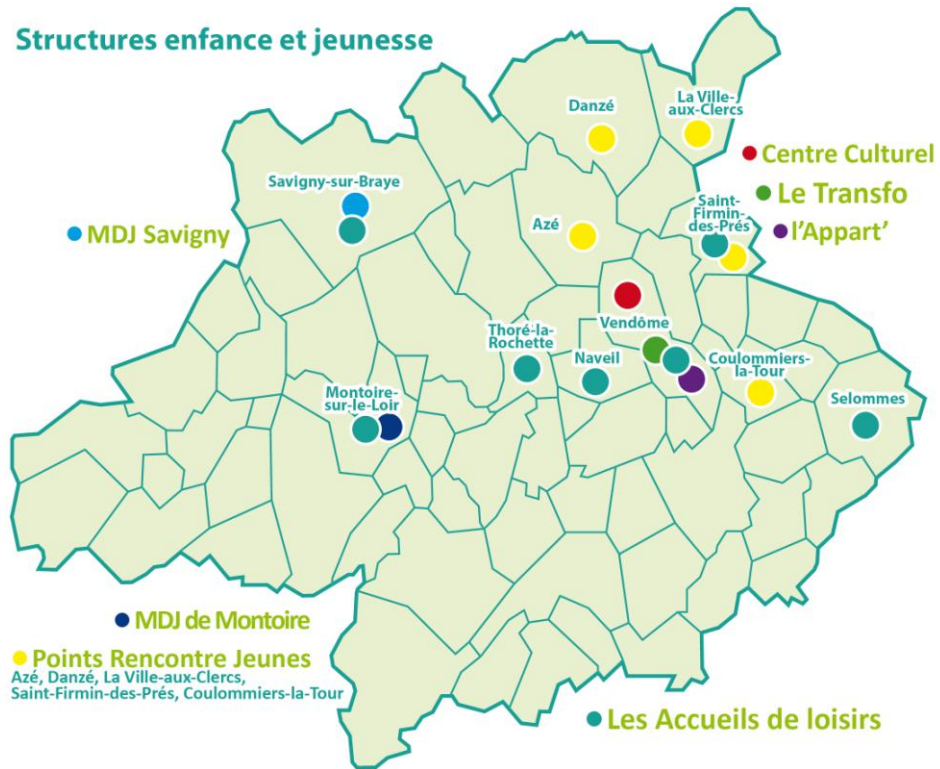 Structures enfance et jeunesse
Danzé
La Ville-
aux-Clercs
Centre Culturel
Savigny-sur-Braye
Le Transfo
Saint-
Firmin-
des-Prés
Azé
MDJ Savigny
l'Appart'
Vendôme
Thoré-la-
Rochette
Naveil
Coulommiers-
la-Tour
Montoire-
sur-le-Loir
Selommes
MDJ de Montoire
Points Rencontre Jeunes
Azé, Danzé, La Ville-aux-Clercs,
Saint-Firmin-des-Prés, Coulommiers-la-Tour
Les Accueils de loisirs